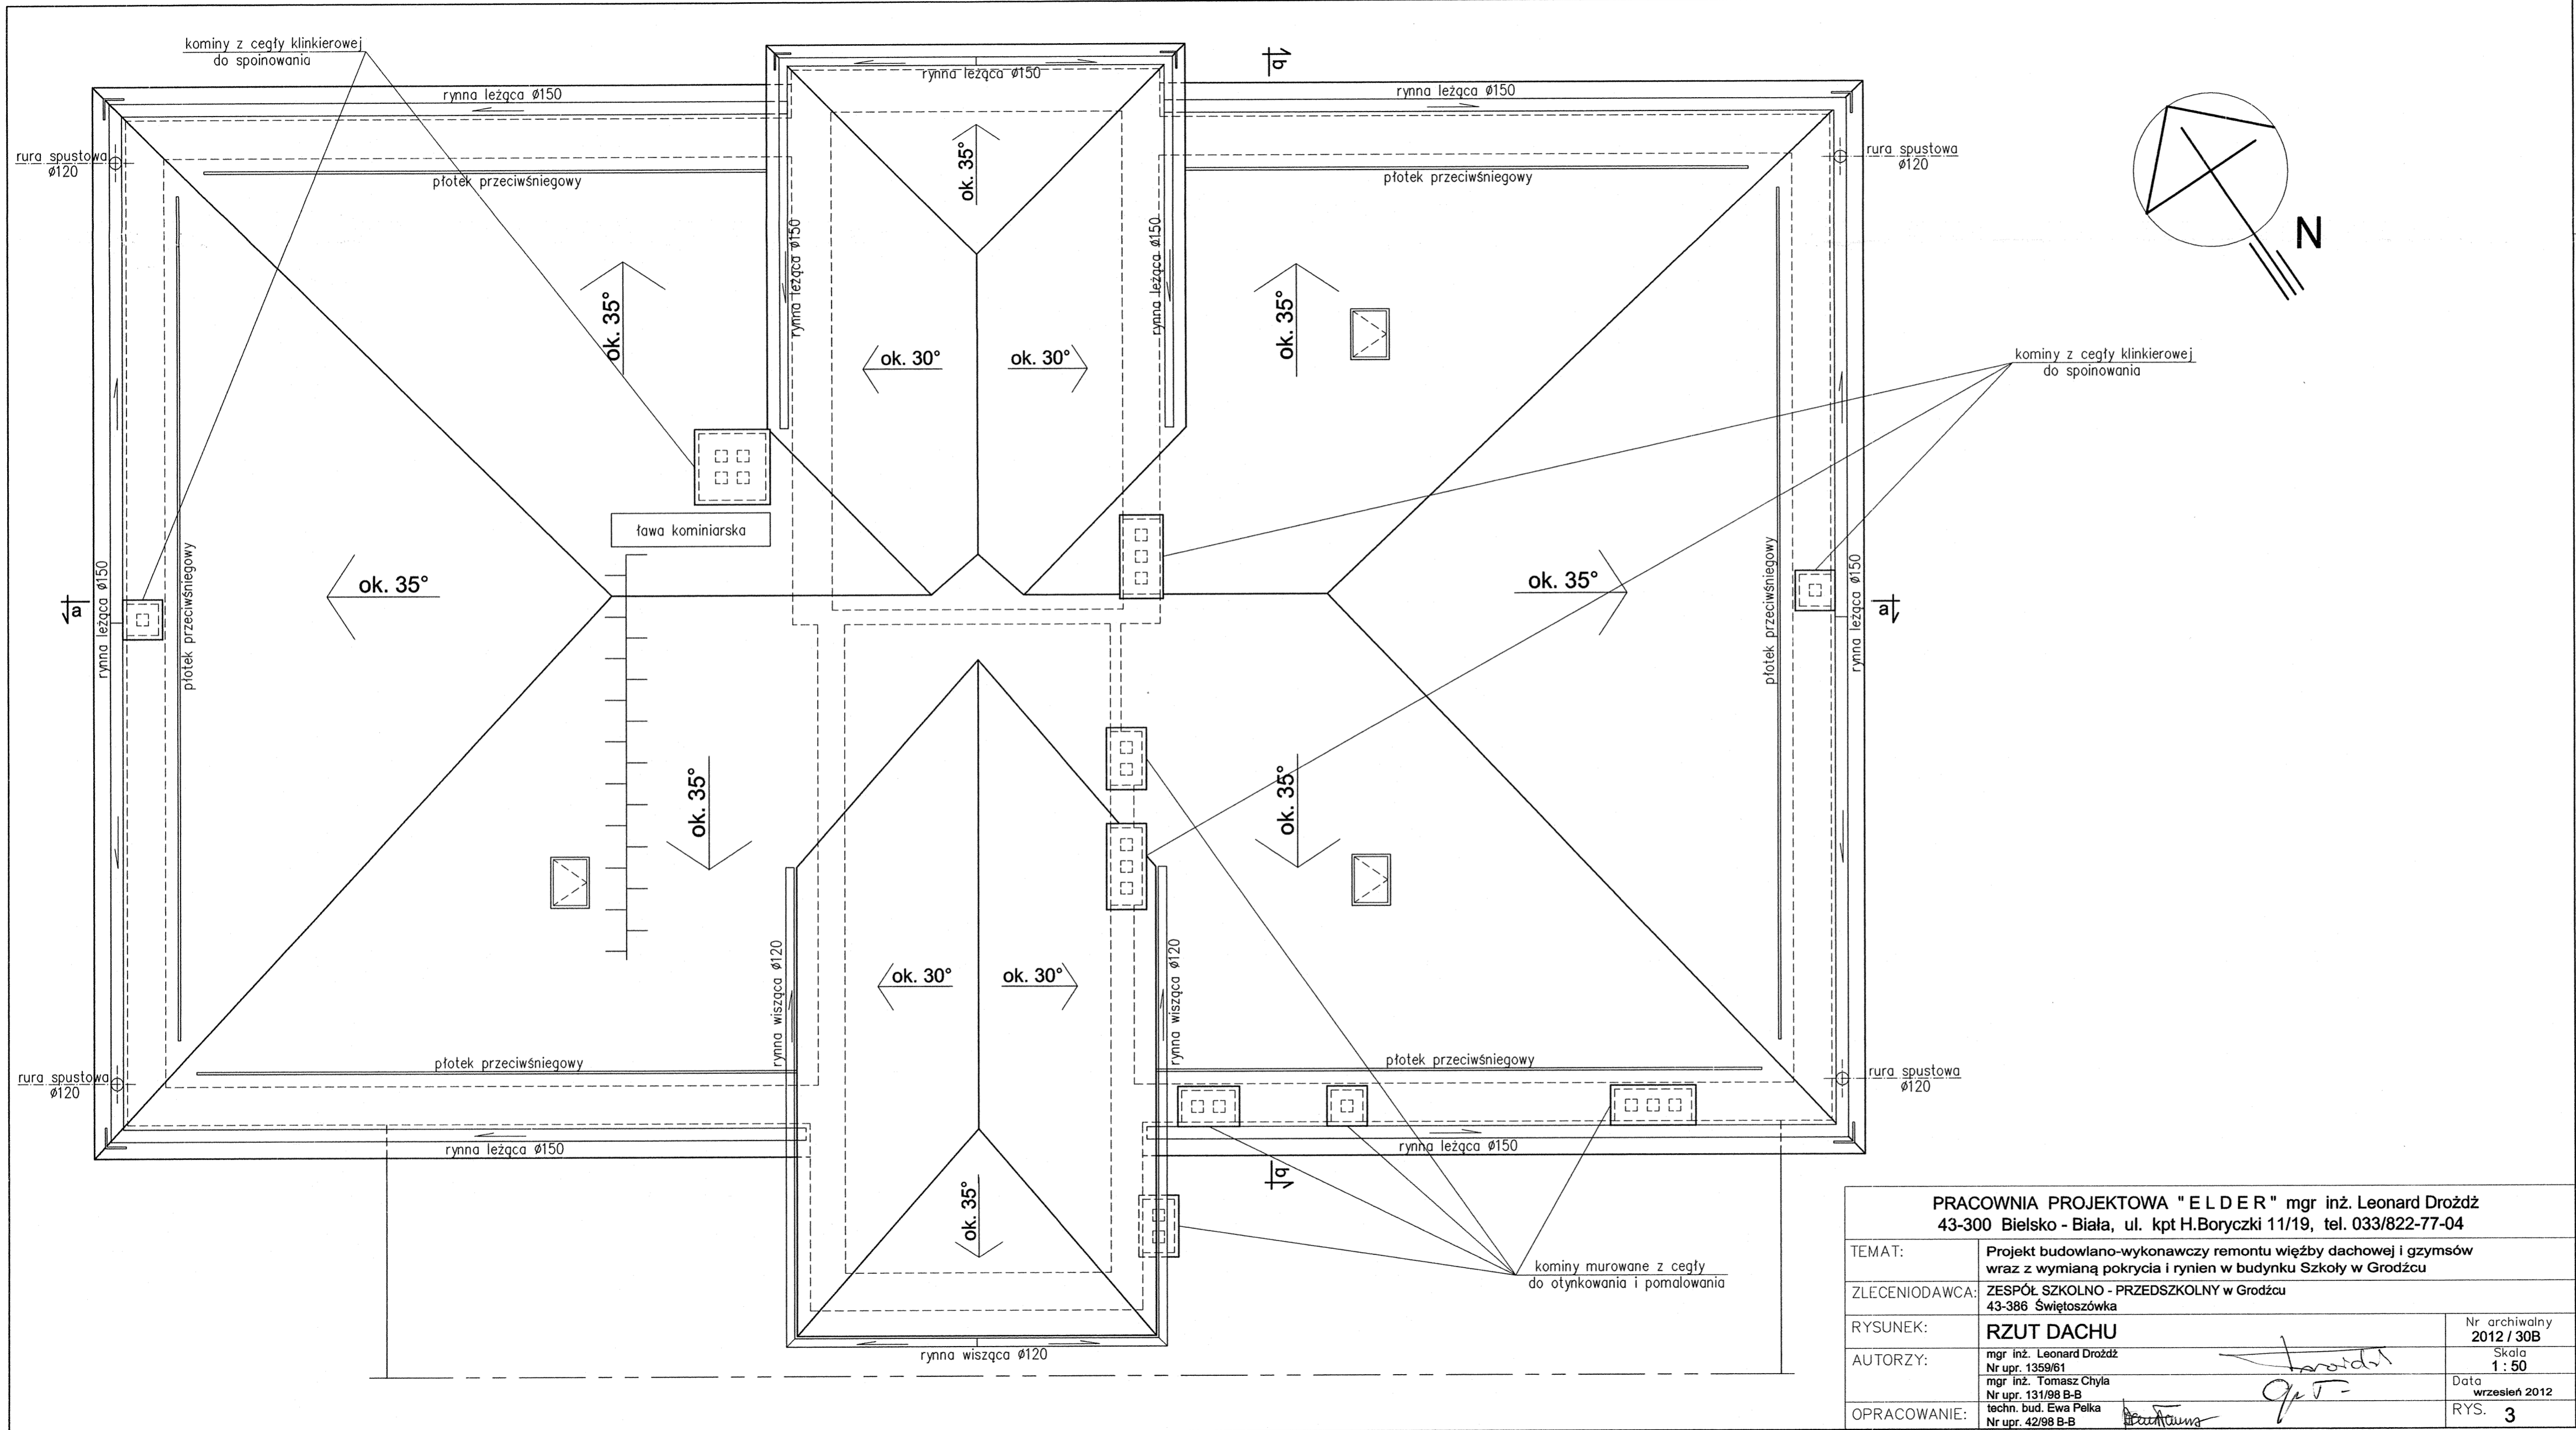 kominy z cegły klinkierowej
do spoinowania
rynna leżąca ø150
rynna leżąca ø150
rynna leżąca ø150
b
rura spustowa
ø120
rura spustowa
ø120
płotek przeciwśniegowy
płotek przeciwśniegowy
ok. 35°
rynna leżąca ø150
rynna leżąca ø150
N
ok. 35°
ok. 35°
ok. 30°
ok. 30°
kominy z cegły klinkierowej
do spoinowania
ława kominiarska
ok. 35°
ok. 35°
a
a
rynna leżąca ø150
płotek przeciwśniegowy
płotek przeciwśniegowy
rynna leżąca ø150
ok. 35°
ok. 35°
rynna wisząca ø120
rynna wisząca ø120
ok. 30°
ok. 30°
płotek przeciwśniegowy
płotek przeciwśniegowy
rura spustowa
ø120
rura spustowa
ø120
rynna leżąca ø150
rynna leżąca ø150
b
ok. 35°
kominy murowane z cegły
do otynkowania i pomalowania
rynna wisząca ø120
PRACOWNIA PROJEKTOWA " E L D E R " mgr inż. Leonard Drożdż
43-300 Bielsko - Biała, ul. kpt H.Boryczki 11/19, tel. 033/822-77-04
TEMAT: Projekt budowlano-wykonawczy remontu więźby dachowej i gzymsów
wraz z wymianą pokrycia i rynien w budynku Szkoły w Grodźcu
ZLECENIODAWCA: ZESPÓŁ SZKOLNO - PRZEDSZKOLNY w Grodźcu
43-386 Świętoszówka
RYSUNEK: RZUT DACHU
Nr archiwalny
2012 / 30B
AUTORZY: mgr inż. Leonard Drożdż
Nr upr. 1359/61
Skala
1 : 50
mgr inż. Tomasz Chyla
Nr upr. 131/98 B-B
Data
wrzesień 2012
OPRACOWANIE: techn. bud. Ewa Pelka
Nr upr. 42/98 B-B
RYS. 3